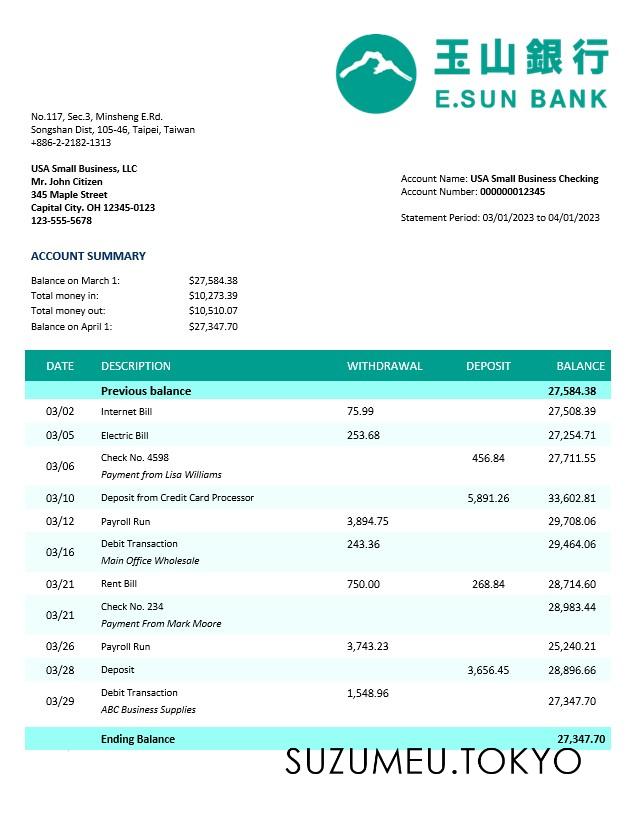 玉山銀行
E.SUN BANK
No.117, Sec.3, Minsheng E.Rd.
Songshan Dist, 105-46, Taipei, Taiwan
+886-2-2182-1313
USA Small Business, LLC
Mr. John Citizen
345 Maple Street
Capital City. OH 12345-0123
123-555-5678
Account Name: USA Small Business Checking
Account Number: 000000012345
Statement Period: 03/01/2023 to 04/01/2023
ACCOUNT SUMMARY
Balance on March 1: $27,584.38
Total money in: $10,273.39
Total money out: $10,510.07
Balance on April 1: $27,347.70
DATE DESCRIPTION WITHDRAWAL DEPOSIT BALANCE
Previous balance 27,584.38
03/02 Internet Bill 75.99 27,508.39
03/05 Electric Bill 253.68 27,254.71
03/06 Check No. 4598 456.84 27,711.55
Payment from Lisa Williams
03/10 Deposit from Credit Card Processor 5,891.26 33,602.81
03/12 Payroll Run 3,894.75 29,708.06
03/16 Debit Transaction 243.36 29,464.06
Main Office Wholesale
03/21 Rent Bill 750.00 268.84 28,714.60
03/21 Check No. 234 28,983.44
Payment From Mark Moore
03/26 Payroll Run 3,743.23 25,240.21
03/28 Deposit 3,656.45 28,896.66
03/29 Debit Transaction 1,548.96 27,347.70
ABC Business Supplies
Ending Balance 27,347.70
SUZUMEU.TOKYO